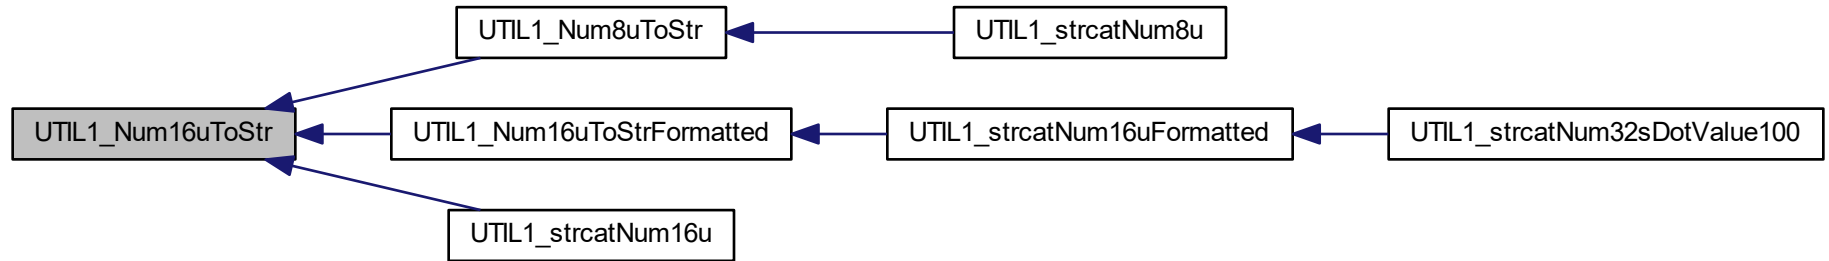 UTIL1_Num8uToStr
UTIL1_strcatNum8u
UTIL1_Num16uToStr
UTIL1_Num16uToStrFormatted
UTIL1_strcatNum16uFormatted
UTIL1_strcatNum32sDotValue100
UTIL1_strcatNum16u